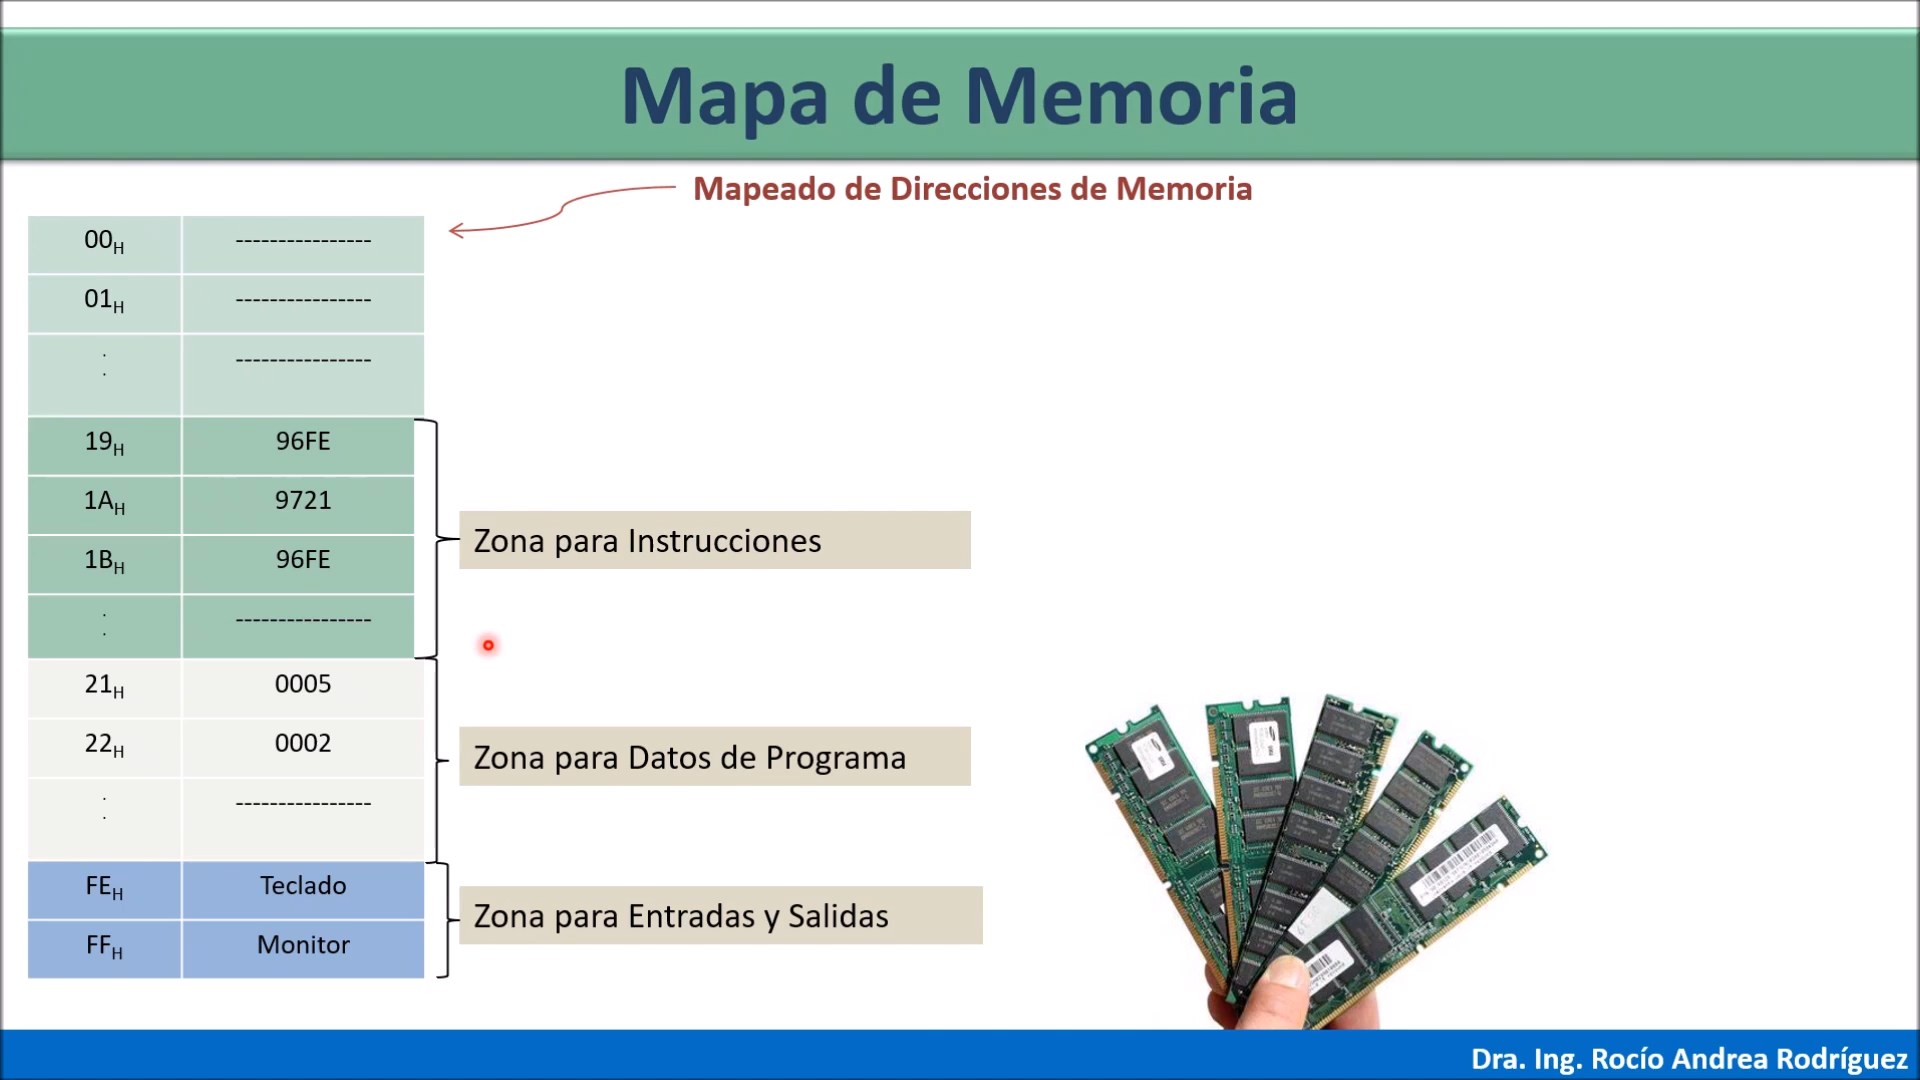 Mapa de Memoria
Mapeado de Direcciones de Memoria
00H ----------------
01H ----------------
. ----------------
.
19H 96FE
1AH 9721
1BH 96FE
. ----------------
.
Zona para Instrucciones
21H 0005
22H 0002
. ----------------
.
Zona para Datos de Programa
FEH Teclado
FFH Monitor
Zona para Entradas y Salidas
Dra. Ing. Rocío Andrea Rodríguez